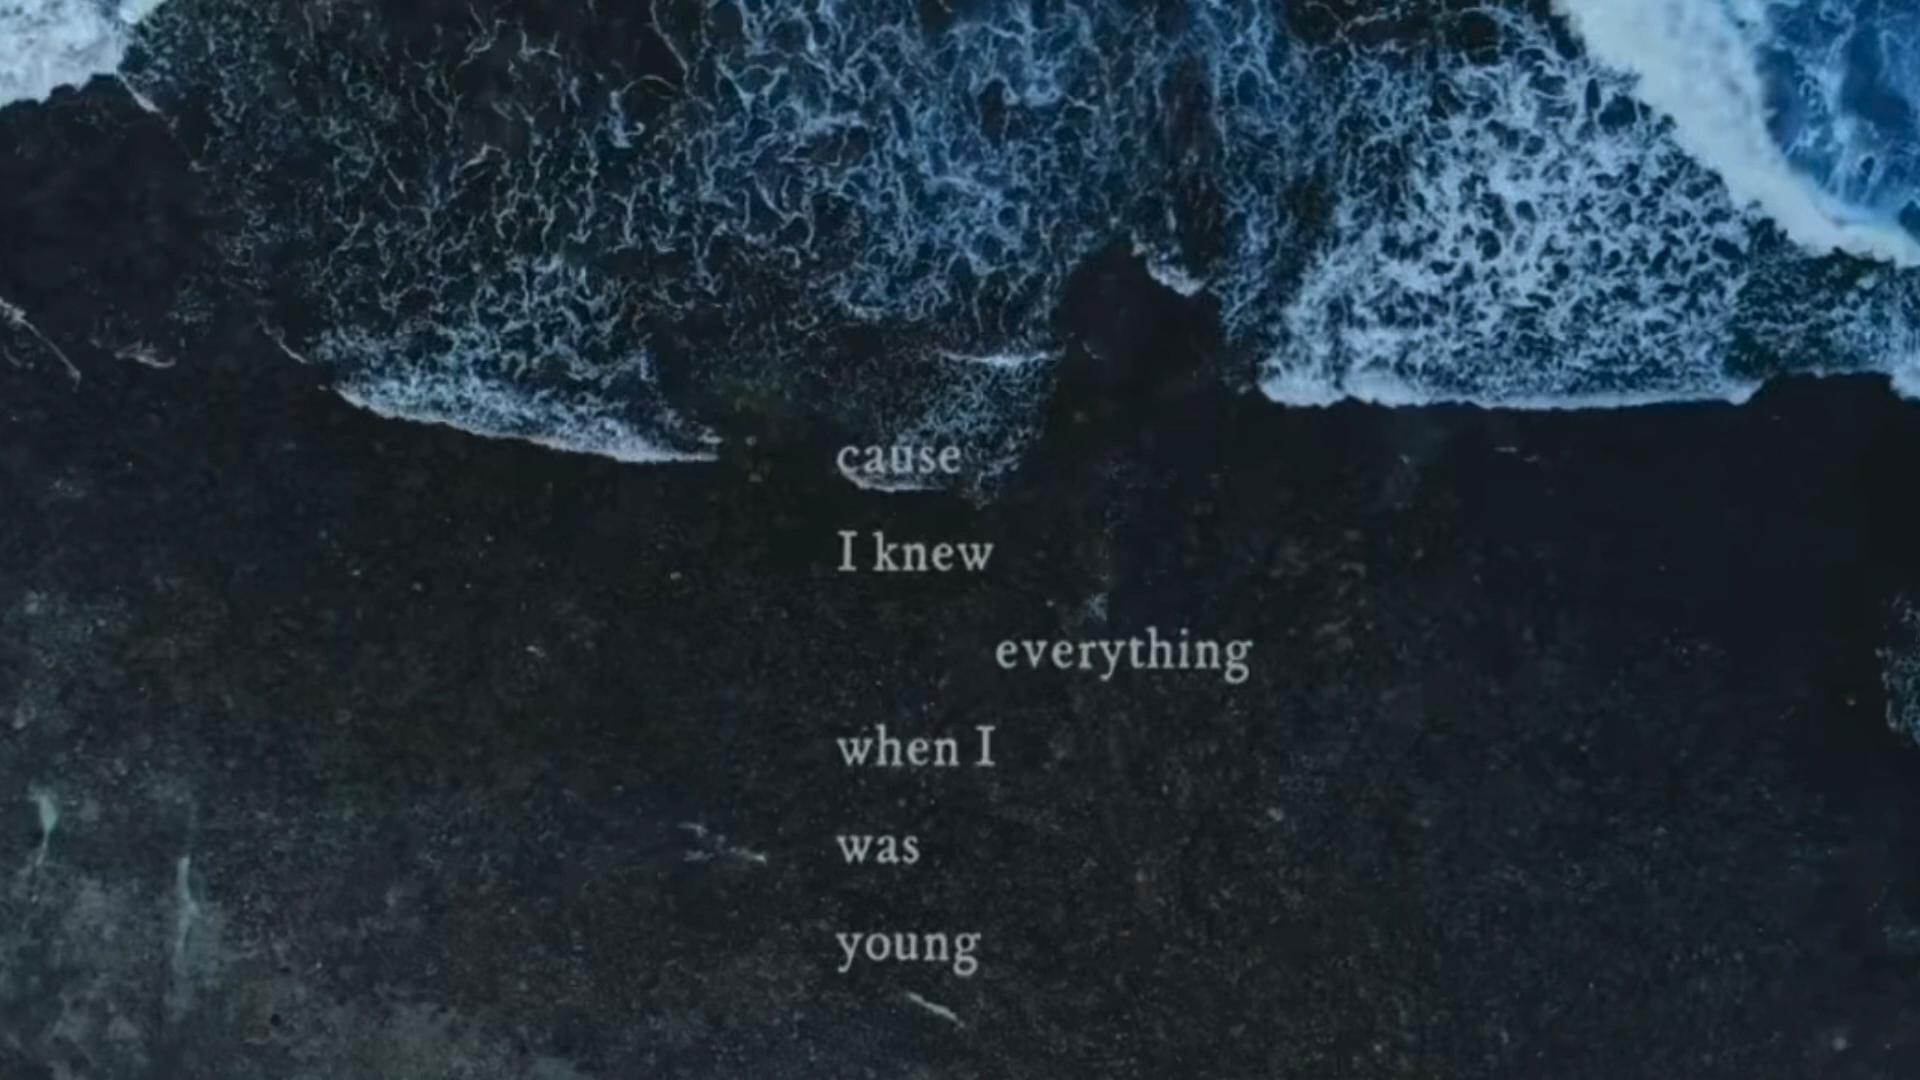 cause
I knew
everything
when I
was
young